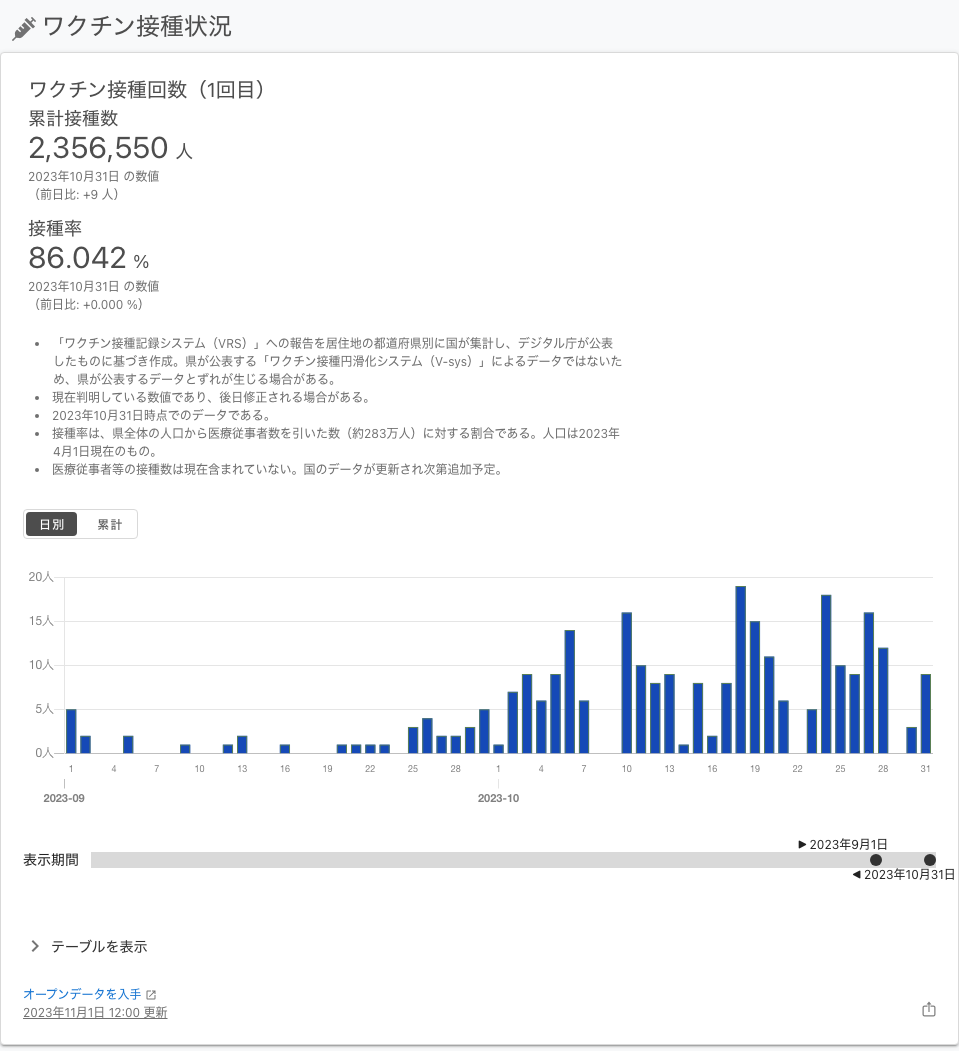 ワクチン接種状況
ワクチン接種回数（1回目）
累計接種数
2,356,550 人
2023年10月31日 の数値
（前日比: +9 人）
接種率
86.042 %
2023年10月31日 の数値
（前日比: +0.000 %）
• 「ワクチン接種記録システム（VRS）」への報告を居住地の都道府県別に国が集計し、デジタル庁が公表
したものに基づき作成。県が公表する「ワクチン接種円滑化システム（V-sys）」によるデータではないた
め、県が公表するデータとずれが生じる場合がある。
• 現在判明している数値であり、後日修正される場合がある。
• 2023年10月31日時点でのデータである。
• 接種率は、県全体の人口から医療従事者数を引いた数（約283万人）に対する割合である。人口は2023年
4月1日現在のもの。
• 医療従事者等の接種数は現在含まれていない。国のデータが更新され次第追加予定。
日別 累計
20人
15人
10人
5人
0人
1 4 7 10 13 16 19 22 25 28 1 4 7 10 13 16 19 22 25 28 31
2023-09 2023-10
▶ 2023年9月1日
表示期間
◀ 2023年10月31日
テーブルを表示
オープンデータを入手
2023年11月1日 12:00 更新